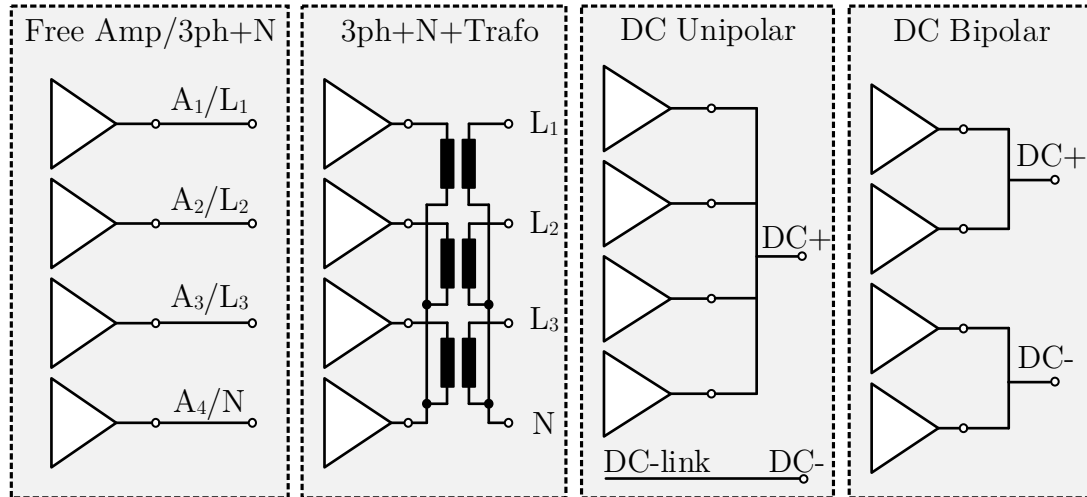 Free Amp/3ph+N
A₁/L₁
A₂/L₂
A₃/L₃
A₄/N
3ph+N+Trafo
L₁
L₂
L₃
N
DC Unipolar
DC+
DC-link DC-
DC Bipolar
DC+
DC-